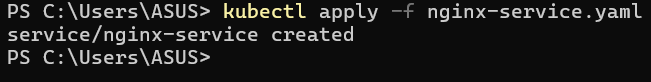 PS C:\Users\ASUS> kubectl apply -f nginx-service.yaml
service/nginx-service created
PS C:\Users\ASUS>